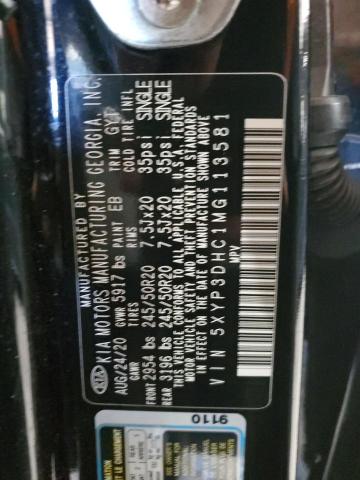 MANUFACTURED BY
KIA KIA MOTORS MANUFACTURING GEORGIA, INC.
AUG/24/20 GVWR 5917 lbs PAINT EB TRIM GYT
GAWR TIRES RIMS COLD TIRE INFL
FRONT 2954 lbs 245/50R20 7.5Jx20 35psi SINGLE
REAR 3196 lbs 245/50R20 7.5Jx20 35psi SINGLE
THIS VEHICLE CONFORMS TO ALL APPLICABLE U.S.A. FEDERAL
MOTOR VEHICLE SAFETY AND THEFT PREVENTION STANDARDS
IN EFFECT ON THE DATE OF MANUFACTURE SHOWN ABOVE
MPV
VIN 5XYP3DHC1MG113581
9110